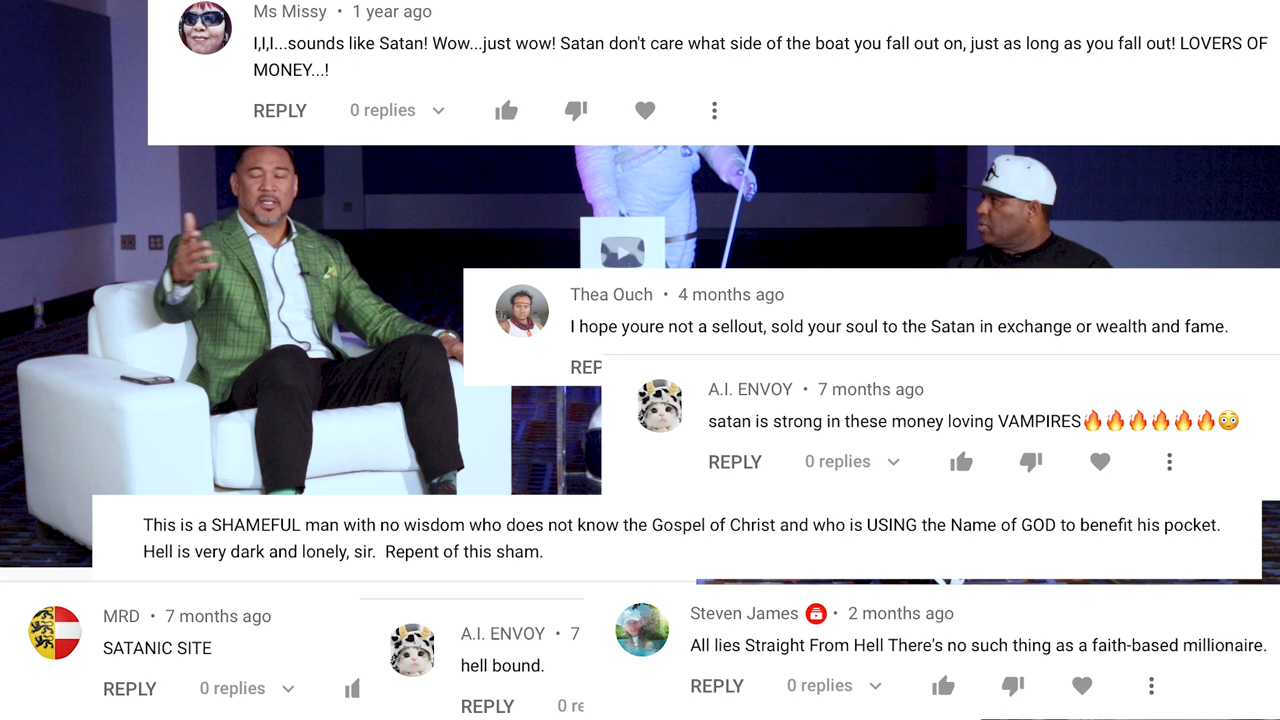 Ms Missy • 1 year ago
I,I,I...sounds like Satan! Wow...just wow! Satan don't care what side of the boat you fall out on, just as long as you fall out! LOVERS OF
MONEY...!
REPLY 0 replies
Thea Ouch • 4 months ago
I hope youre not a sellout, sold your soul to the Satan in exchange or wealth and fame.
REP
A.I. ENVOY • 7 months ago
satan is strong in these money loving VAMPIRES🔥🔥🔥🔥🔥🔥😳
REPLY 0 replies
This is a SHAMEFUL man with no wisdom who does not know the Gospel of Christ and who is USING the Name of GOD to benefit his pocket.
Hell is very dark and lonely, sir. Repent of this sham.
MRD • 7 months ago
SATANIC SITE
REPLY 0 replies
A.I. ENVOY • 7
hell bound.
REPLY 0 re
Steven James • 2 months ago
All lies Straight From Hell There's no such thing as a faith-based millionaire.
REPLY 0 replies